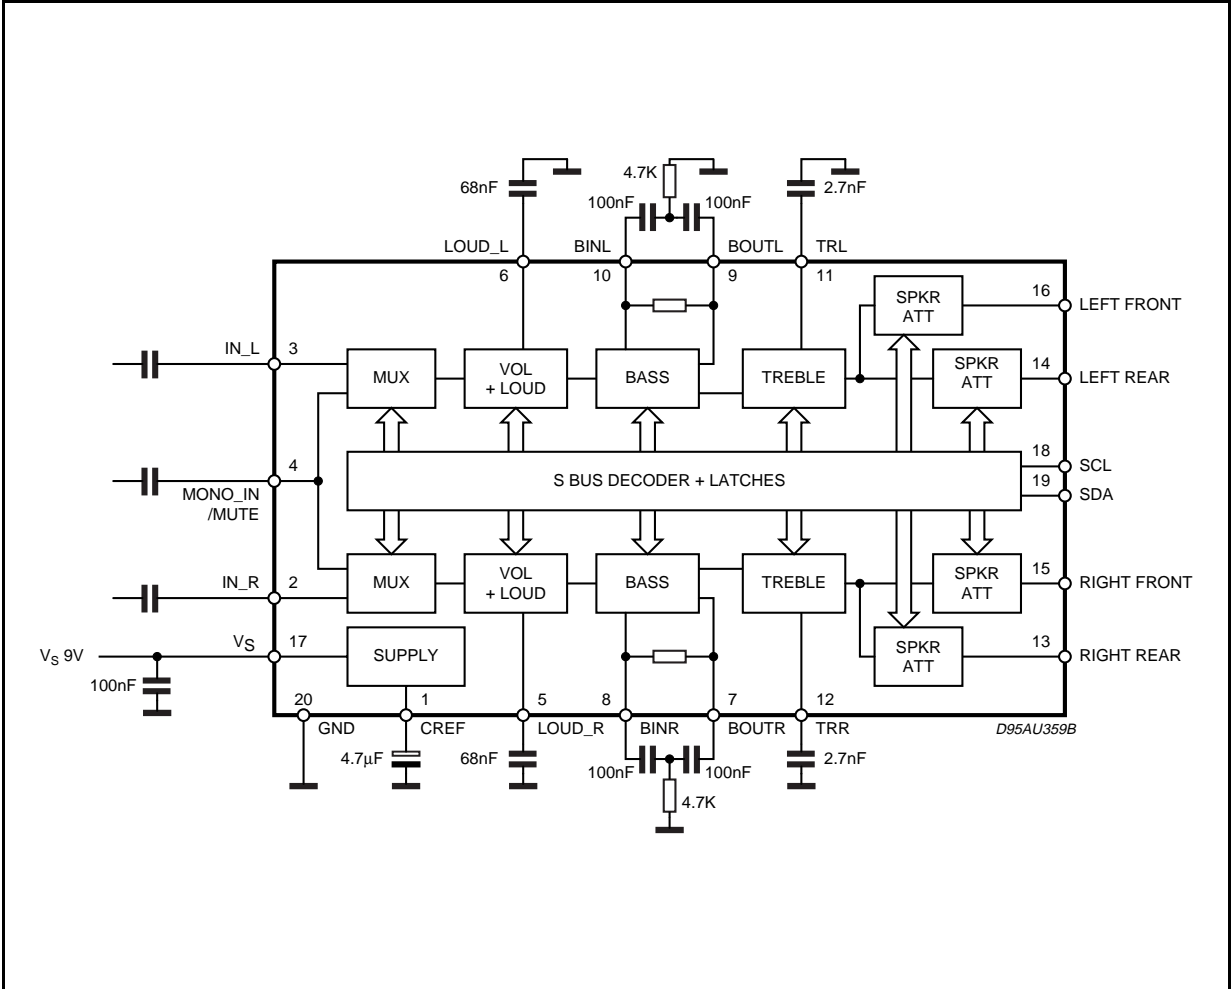 4.7K
68nF
2.7nF
100nF
100nF
LOUD_L
BINL
BOUTL
TRL
6
10
9
11
SPKR
ATT
16
LEFT FRONT
IN_L
3
MUX
VOL
+ LOUD
BASS
TREBLE
SPKR
ATT
14
LEFT REAR
4
MONO_IN
/MUTE
S BUS DECODER + LATCHES
18
SCL
19
SDA
IN_R
2
MUX
VOL
+ LOUD
BASS
TREBLE
SPKR
ATT
15
RIGHT FRONT
VS 9V
VS
17
SUPPLY
SPKR
ATT
13
RIGHT REAR
100nF
20
1
5
8
7
12
GND
CREF
LOUD_R
BINR
BOUTR
TRR
D95AU359B
4.7μF
68nF
100nF
100nF
2.7nF
4.7K